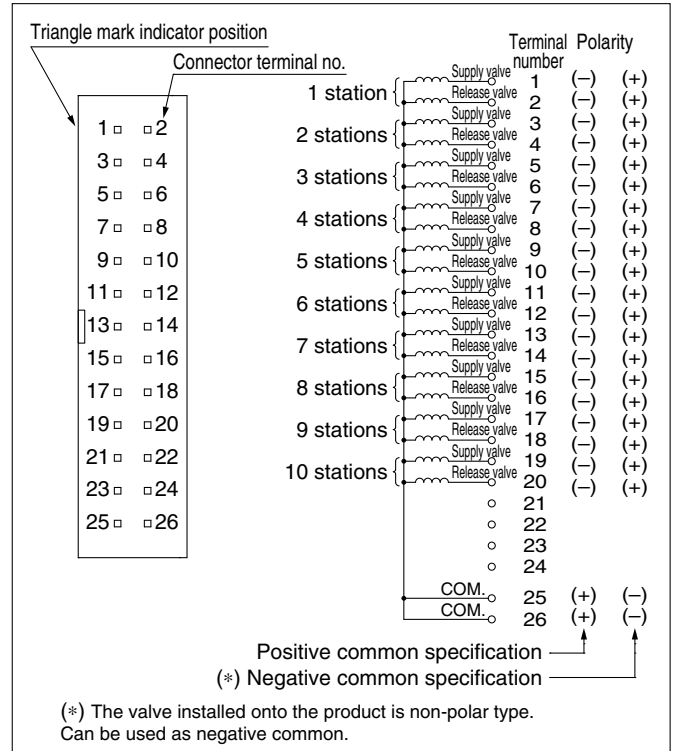 Triangle mark indicator position
Connector terminal no.
1 2
3 4
5 6
7 8
9 10
11 12
13 14
15 16
17 18
19 20
21 22
23 24
25 26
Terminal number Polarity
1 station Supply valve 1 (–) (+)
Release valve 2 (–) (+)
2 stations Supply valve 3 (–) (+)
Release valve 4 (–) (+)
3 stations Supply valve 5 (–) (+)
Release valve 6 (–) (+)
4 stations Supply valve 7 (–) (+)
Release valve 8 (–) (+)
5 stations Supply valve 9 (–) (+)
Release valve 10 (–) (+)
6 stations Supply valve 11 (–) (+)
Release valve 12 (–) (+)
7 stations Supply valve 13 (–) (+)
Release valve 14 (–) (+)
8 stations Supply valve 15 (–) (+)
Release valve 16 (–) (+)
9 stations Supply valve 17 (–) (+)
Release valve 18 (–) (+)
10 stations Supply valve 19 (–) (+)
Release valve 20 (–) (+)
21
22
23
24
COM. 25 (+) (–)
COM. 26 (+) (–)
Positive common specification
(*) Negative common specification
(*) The valve installed onto the product is non-polar type.
Can be used as negative common.